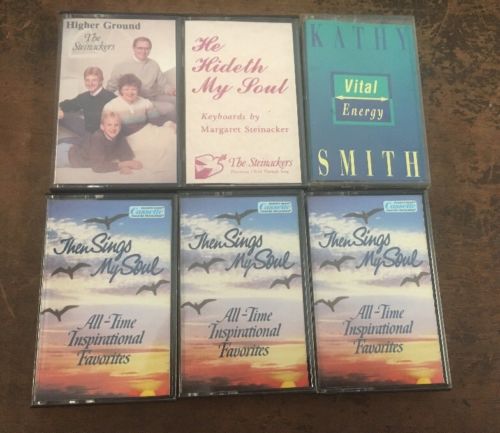 Higher Ground
The
Steinackers
He
Hideth
My Soul
Keyboards by
Margaret Steinacker
The Steinackers
KATHY
Vital
Energy
SMITH
Cassette
Then Sings
My Soul
All-Time
Inspirational
Favorites
Cassette
Then Sings
My Soul
All-Time
Inspirational
Favorites
Cassette
Then Sings
My Soul
All-Time
Inspirational
Favorites